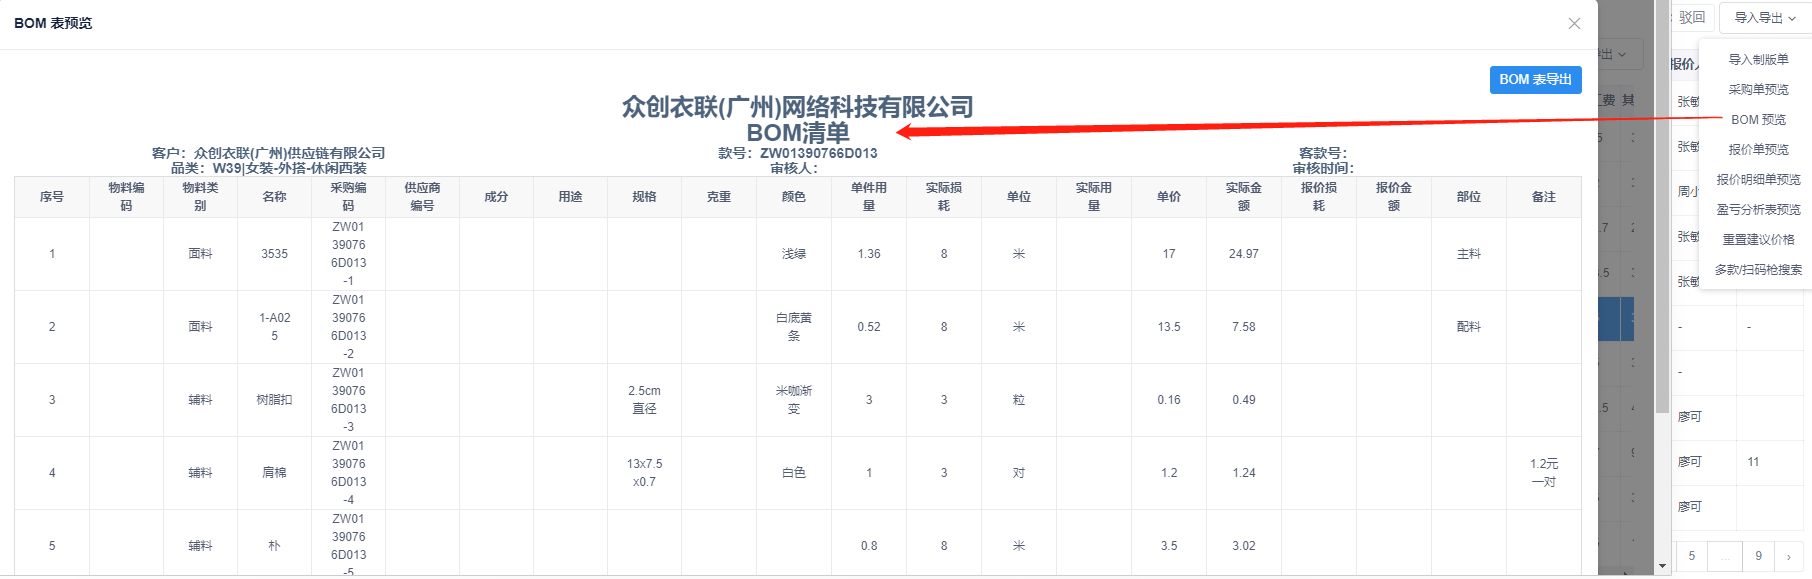 BOM 表预览
BOM 表导出
众创衣联(广州)网络科技有限公司
BOM清单
客户：众创衣联(广州)供应链有限公司 款号：ZW01390766D013 客款号：
品类：W39|女装-外搭-休闲西装 审核人： 审核时间：
序号 物料编码 物料类别 名称 采购编码 供应商编号 成分 用途 规格 克重 颜色 单件用量 实际损耗 单位 实际用量 单价 实际金额 报价损耗 报价金额 部位 备注
1 面料 3535 ZW01390766D013-1 浅绿 1.36 8 米 17 24.97 主料
2 面料 1-A025 ZW01390766D013-2 白底黄条 0.52 8 米 13.5 7.58 配料
3 辅料 树脂扣 ZW01390766D013-3 2.5cm直径 米咖渐变 3 3 粒 0.16 0.49
4 辅料 肩棉 ZW01390766D013-4 13x7.5x0.7 白色 1 3 对 1.2 1.24 1.2元一对
5 辅料 朴 ZW01390766D013-5 0.8 8 米 3.5 3.02
驳回
导入导出
导入制版单
采购单预览
BOM 预览
报价单预览
报价明细单预览
盈亏分析表预览
重置建议价格
多款/扫码枪搜索
出
费 其
报价
张敏
张敏
周小
张敏
张敏
- -
-
廖可
廖可 11
廖可
5 ... 9 ›